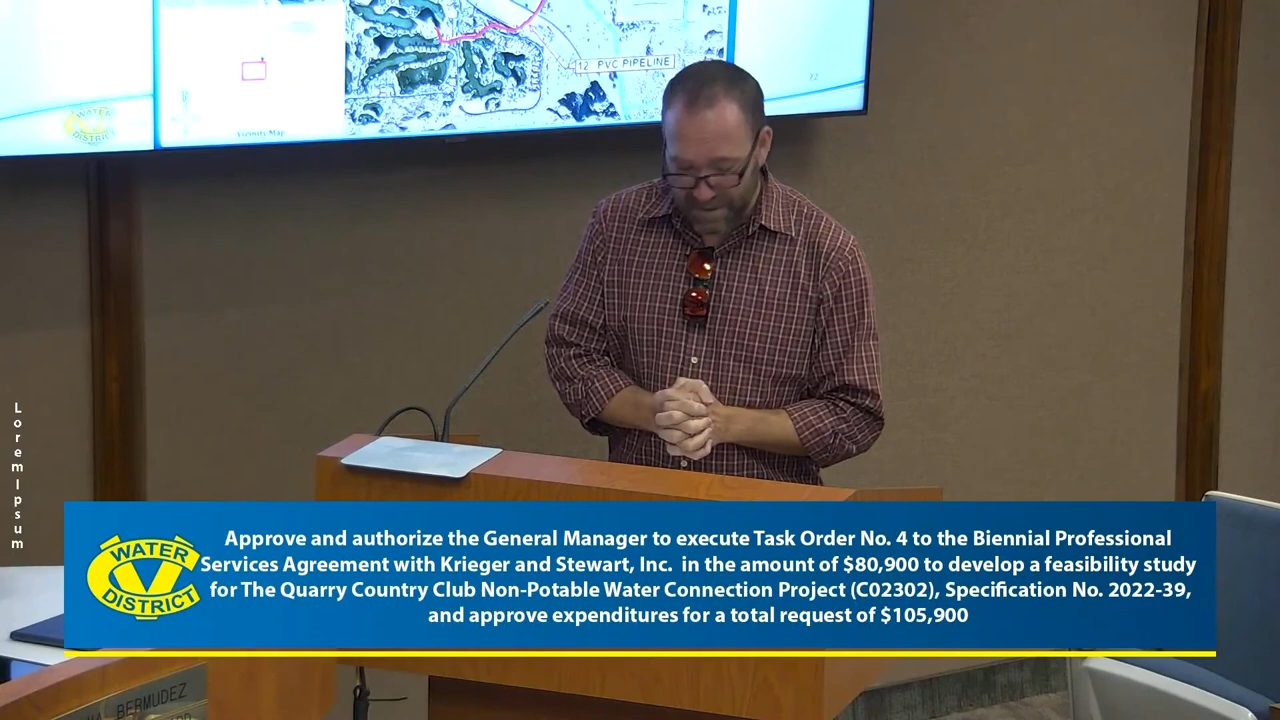 12" PVC PIPELINE
WATER
DISTRICT
Vicinity Map
Lorem Ipsum
Approve and authorize the General Manager to execute Task Order No. 4 to the Biennial Professional
Services Agreement with Krieger and Stewart, Inc. in the amount of $80,900 to develop a feasibility study
for The Quarry Country Club Non-Potable Water Connection Project (C02302), Specification No. 2022-39,
and approve expenditures for a total request of $105,900
WATER
CV
DISTRICT
BERMUDEZ